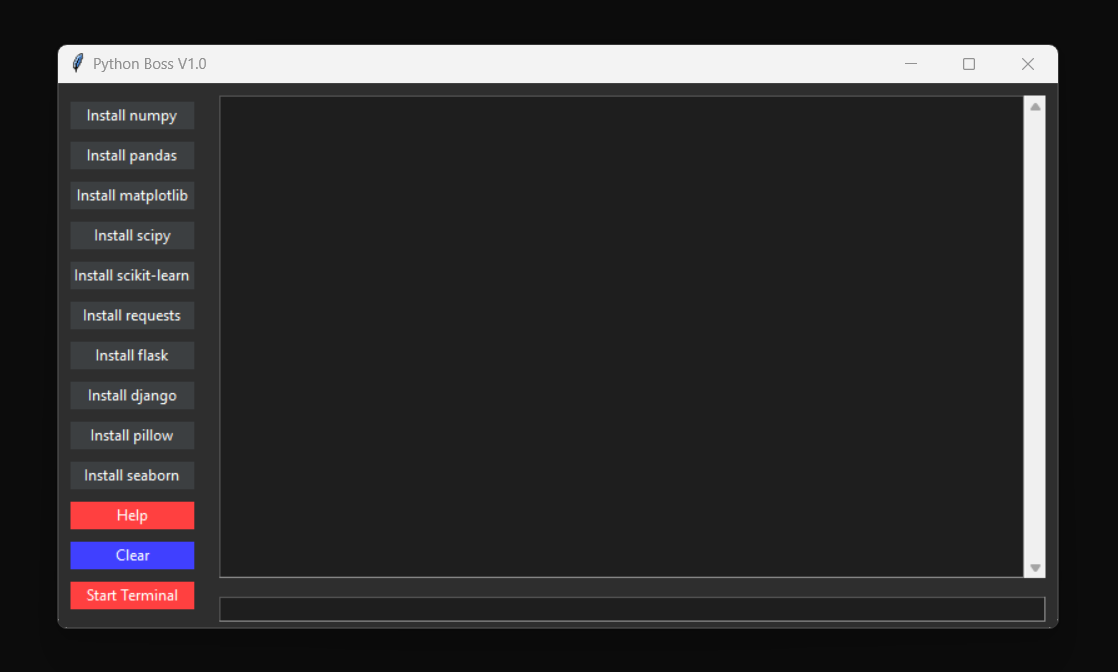 Python Boss V1.0
Install numpy
Install pandas
Install matplotlib
Install scipy
Install scikit-learn
Install requests
Install flask
Install django
Install pillow
Install seaborn
Help
Clear
Start Terminal